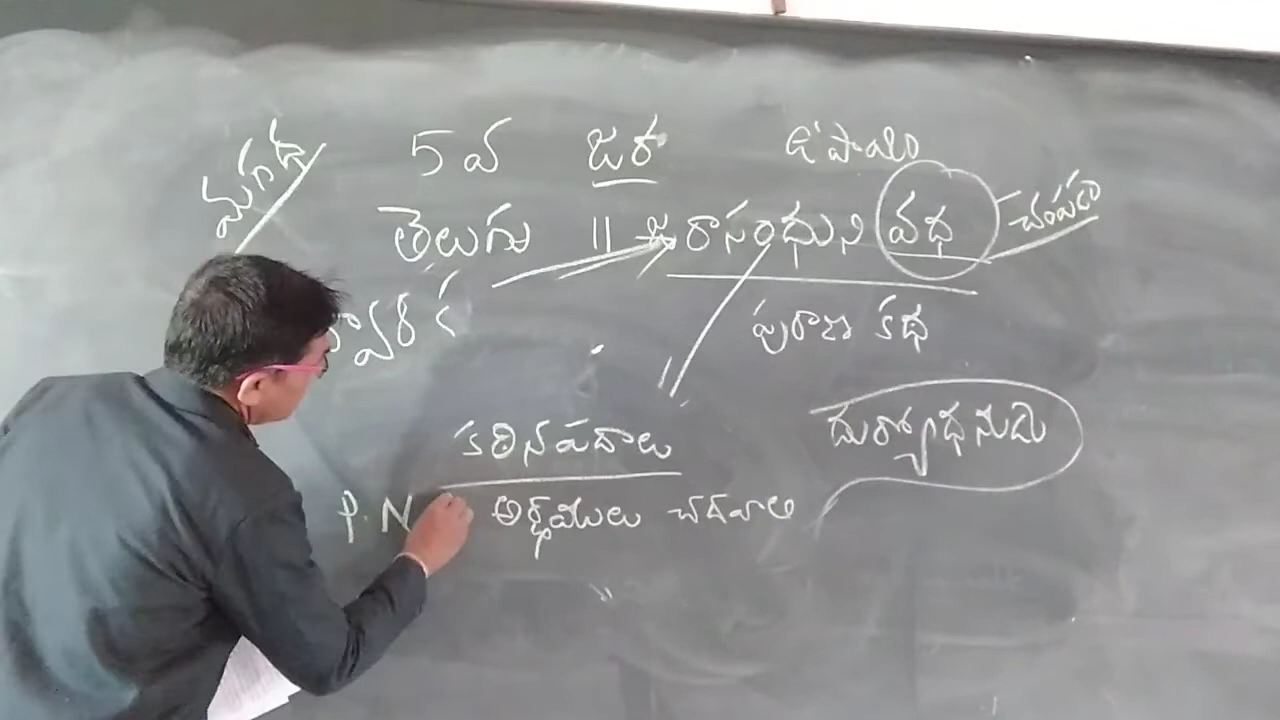 5వ జర ఉపాయం
మగధ
తెలుగు || జరాసంధుని వధ చంపడం
పురాణ కథ
దుర్యోధనుడు
కఠినపదాలు
P.N అర్థములు చదవాలి